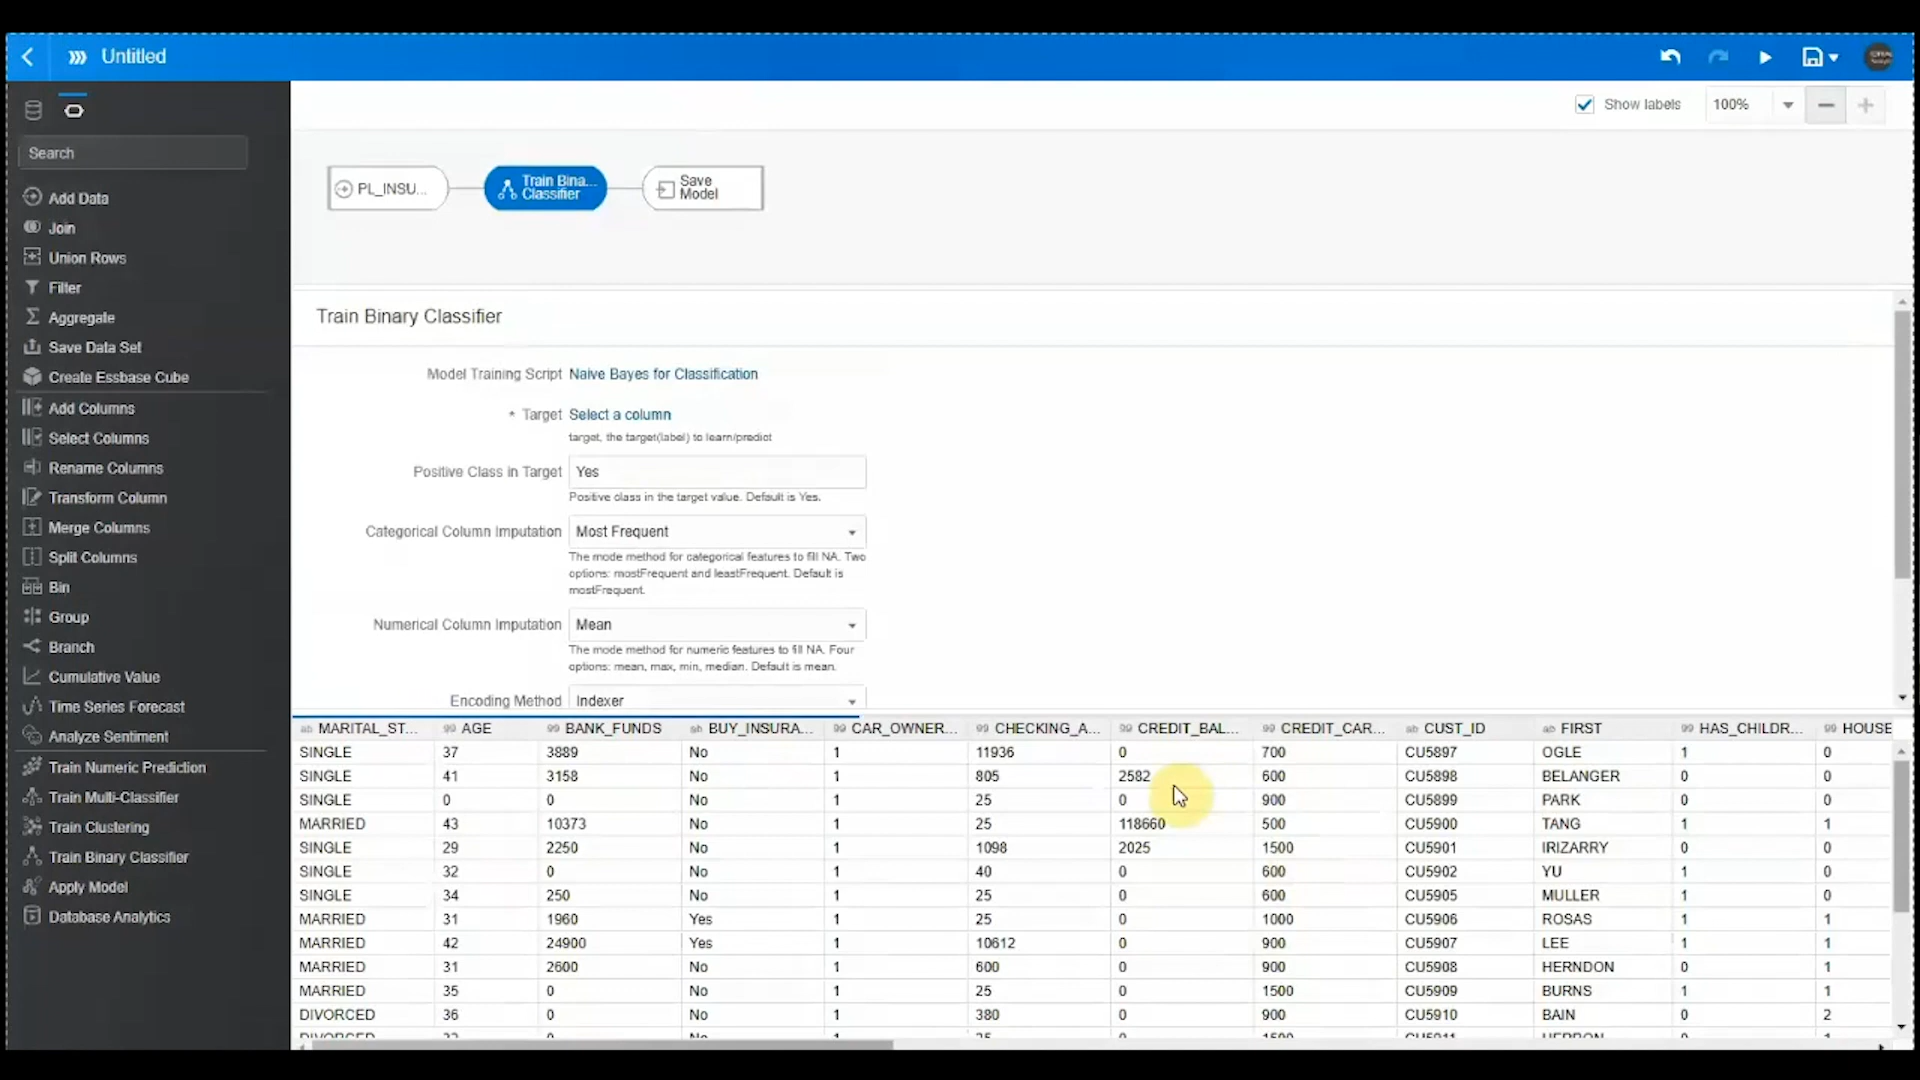 Untitled
Show labels 100%
Search
Add Data
Join
Union Rows
Filter
Aggregate
Save Data Set
Create Essbase Cube
Add Columns
Select Columns
Rename Columns
Transform Column
Merge Columns
Split Columns
Bin
Group
Branch
Cumulative Value
Time Series Forecast
Analyze Sentiment
Train Numeric Prediction
Train Multi-Classifier
Train Clustering
Train Binary Classifier
Apply Model
Database Analytics
PL_INSU...
Train Bina...
Classifier
Save
Model
Train Binary Classifier
Model Training Script Naive Bayes for Classification
* Target Select a column
target, the target(label) to learn/predict
Positive Class in Target Yes
Positive class in the target value. Default is Yes.
Categorical Column Imputation Most Frequent
The mode method for categorical features to fill NA. Two
options: mostFrequent and leastFrequent. Default is
mostFrequent.
Numerical Column Imputation Mean
The mode method for numeric features to fill NA. Four
options: mean, max, min, median. Default is mean.
Encoding Method Indexer
ab MARITAL_ST... 99 AGE 99 BANK_FUNDS ab BUY_INSURA... 99 CAR_OWNER... 99 CHECKING_A... 99 CREDIT_BAL... 99 CREDIT_CAR... ab CUST_ID ab FIRST 99 HAS_CHILDR... 99 HOUSE
SINGLE 37 3889 No 1 11936 0 700 CU5897 OGLE 1 0
SINGLE 41 3158 No 1 805 2582 600 CU5898 BELANGER 0 0
SINGLE 0 0 No 1 25 0 900 CU5899 PARK 0 0
MARRIED 43 10373 No 1 25 118660 500 CU5900 TANG 1 1
SINGLE 29 2250 No 1 1098 2025 1500 CU5901 IRIZARRY 0 0
SINGLE 32 0 No 1 40 0 600 CU5902 YU 1 0
SINGLE 34 250 No 1 25 0 600 CU5905 MULLER 1 0
MARRIED 31 1960 Yes 1 25 0 1000 CU5906 ROSAS 1 1
MARRIED 42 24900 Yes 1 10612 0 900 CU5907 LEE 1 1
MARRIED 31 2600 No 1 600 0 900 CU5908 HERNDON 0 1
MARRIED 35 0 No 1 25 0 1500 CU5909 BURNS 1 1
DIVORCED 36 0 No 1 380 0 900 CU5910 BAIN 0 2